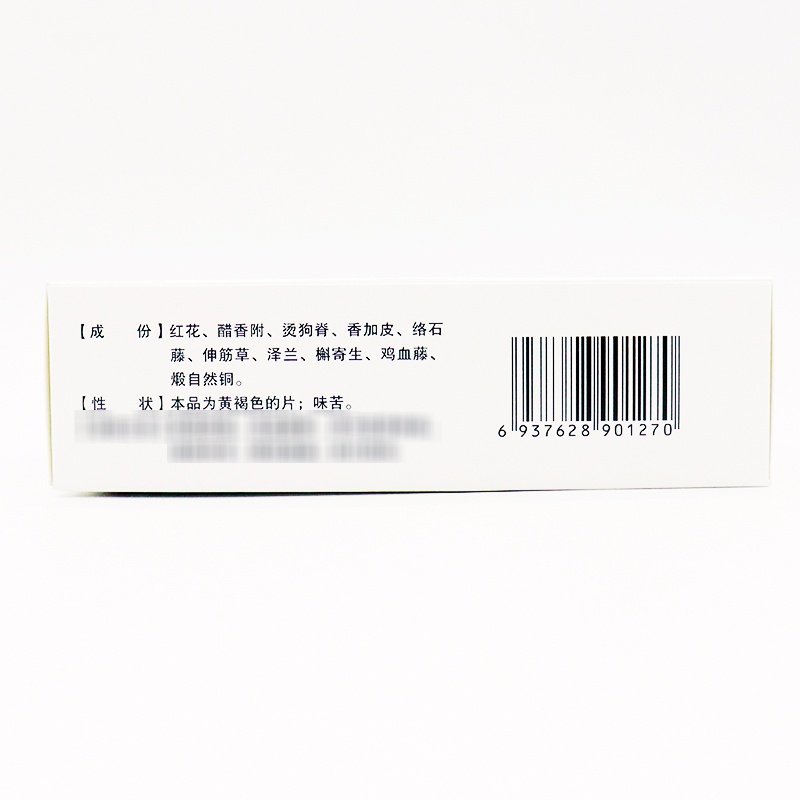 【成 份】红花、醋香附、烫狗脊、香加皮、络石
藤、伸筋草、泽兰、槲寄生、鸡血藤、
煅自然铜。
【性 状】本品为黄褐色的片；味苦。
6 937628 901270